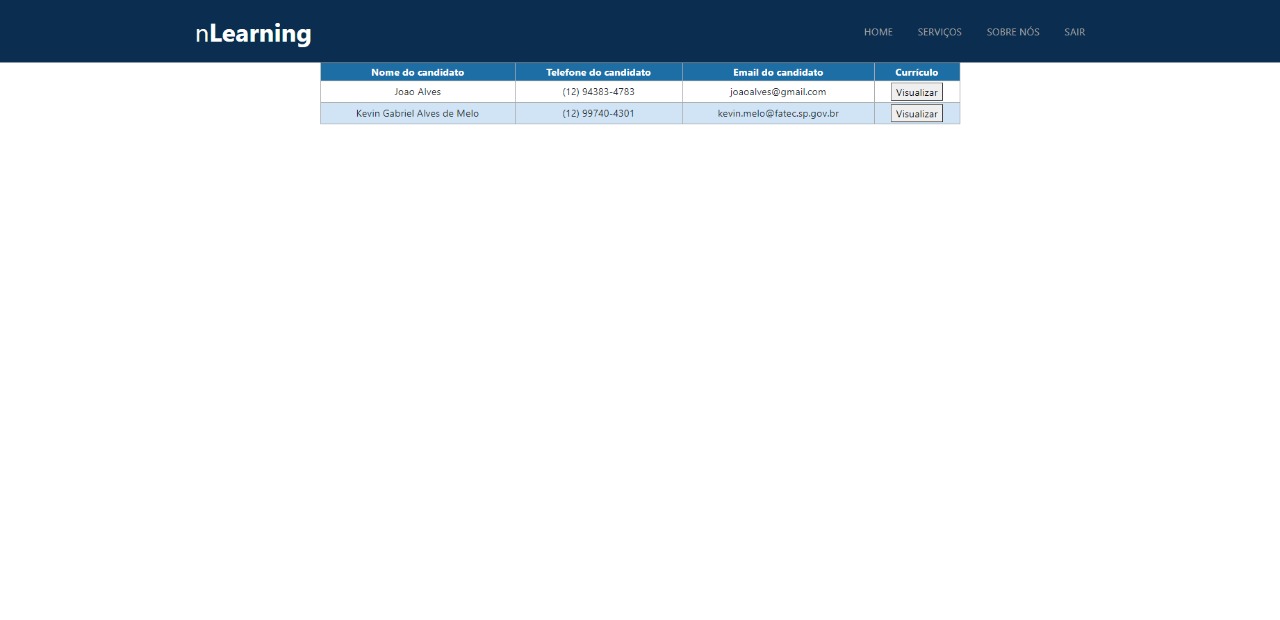 nLearning HOME SERVIÇOS SOBRE NÓS SAIR
Nome do candidato Telefone do candidato Email do candidato Currículo
Joao Alves (12) 94383-4783 joaoalves@gmail.com Visualizar
Kevin Gabriel Alves de Melo (12) 99740-4301 kevin.melo@fatec.sp.gov.br Visualizar